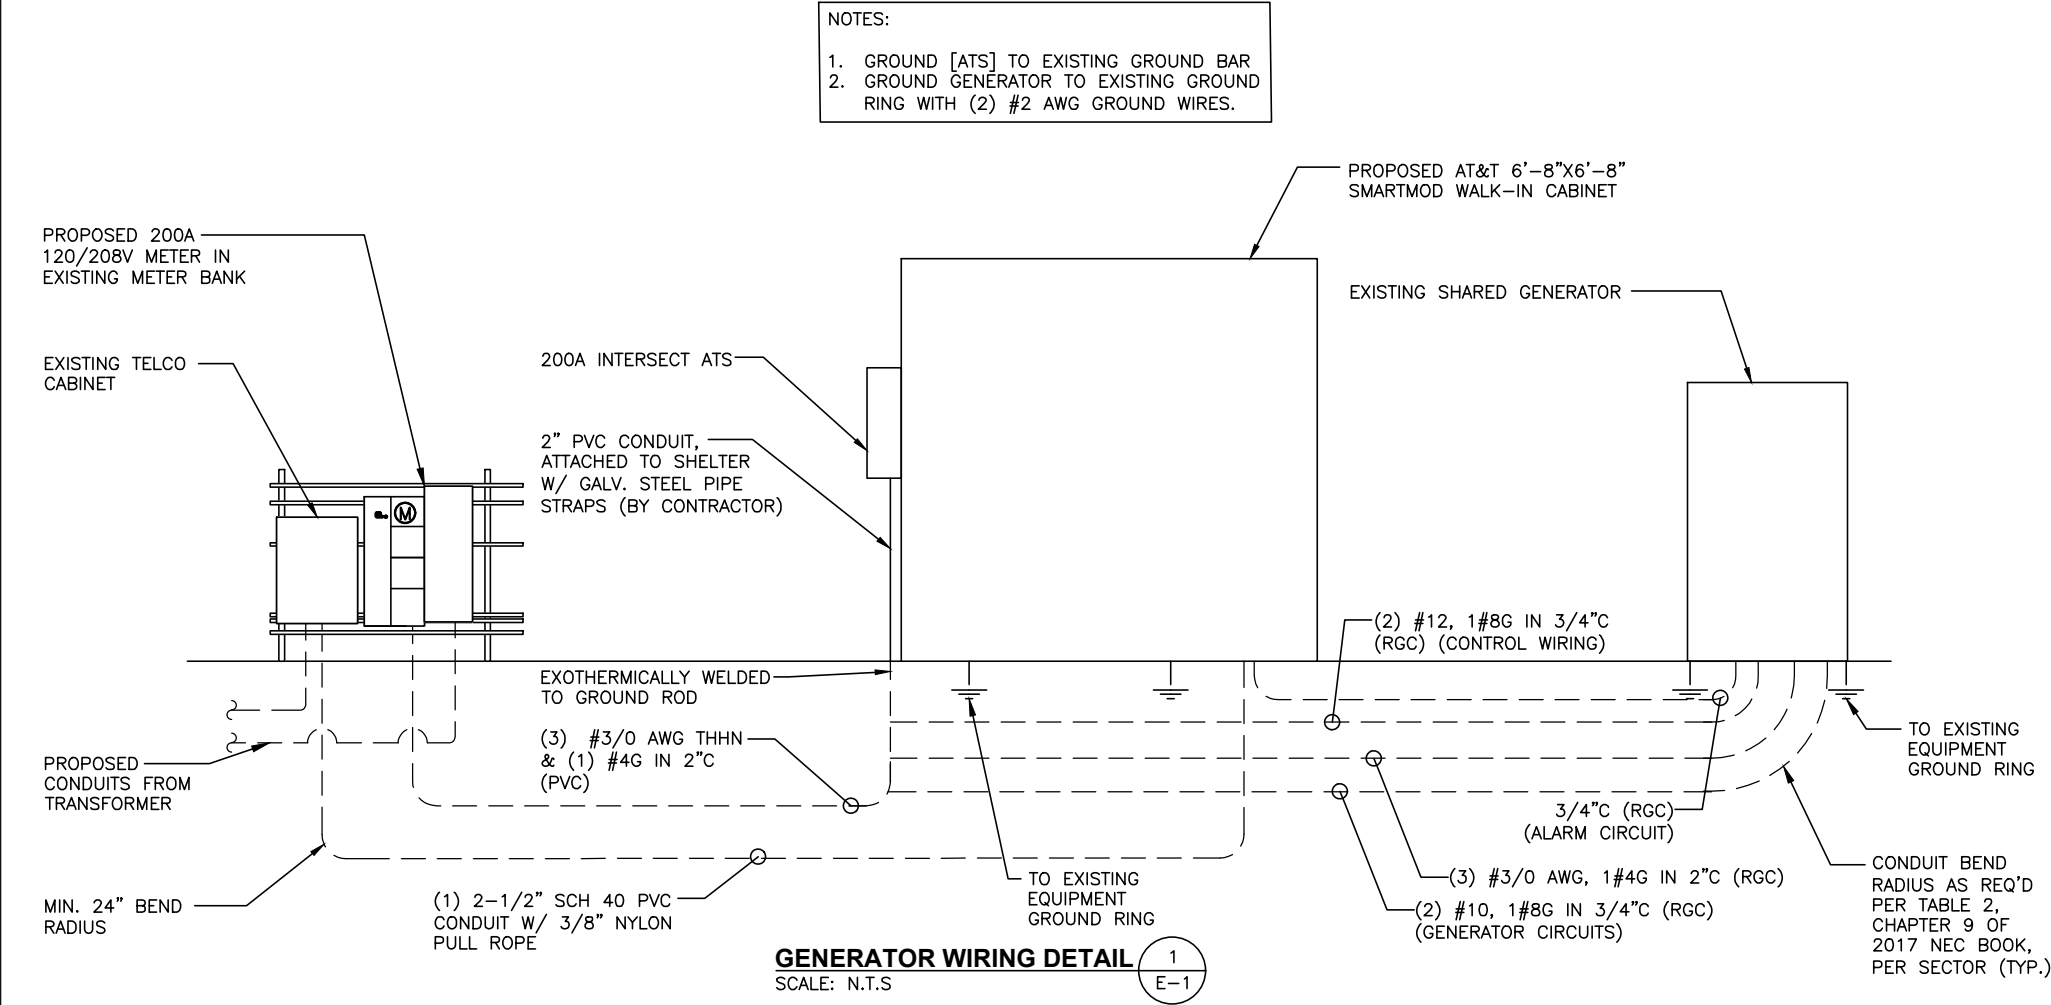 NOTES:
1. GROUND [ATS] TO EXISTING GROUND BAR
2. GROUND GENERATOR TO EXISTING GROUND
RING WITH (2) #2 AWG GROUND WIRES.
PROPOSED AT&T 6'-8"X6'-8"
SMARTMOD WALK-IN CABINET
PROPOSED 200A
120/208V METER IN
EXISTING METER BANK
EXISTING SHARED GENERATOR
EXISTING TELCO
CABINET
200A INTERSECT ATS
2" PVC CONDUIT,
ATTACHED TO SHELTER
W/ GALV. STEEL PIPE
STRAPS (BY CONTRACTOR)
M
(2) #12, 1#8G IN 3/4"C
(RGC) (CONTROL WIRING)
EXOTHERMICALLY WELDED
TO GROUND ROD
(3) #3/0 AWG THHN
& (1) #4G IN 2"C
(PVC)
PROPOSED
CONDUITS FROM
TRANSFORMER
TO EXISTING
EQUIPMENT
GROUND RING
3/4"C (RGC)
(ALARM CIRCUIT)
MIN. 24" BEND
RADIUS
(1) 2-1/2" SCH 40 PVC
CONDUIT W/ 3/8" NYLON
PULL ROPE
TO EXISTING
EQUIPMENT
GROUND RING
(3) #3/0 AWG, 1#4G IN 2"C (RGC)
(2) #10, 1#8G IN 3/4"C (RGC)
(GENERATOR CIRCUITS)
CONDUIT BEND
RADIUS AS REQ'D
PER TABLE 2,
CHAPTER 9 OF
2017 NEC BOOK,
PER SECTOR (TYP.)
GENERATOR WIRING DETAIL
SCALE: N.T.S
1
E-1